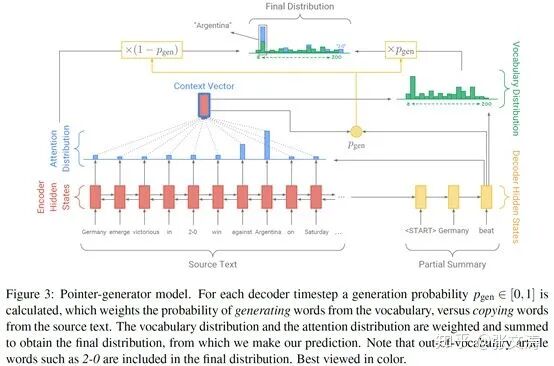 Final Distribution
"Argentina"
×(1 − pgen)
×pgen
"2-0"
a
zoo
Context Vector
Attention
Distribution
Vocabulary Distribution
a
zoo
pgen
Encoder
Hidden
States
Decoder Hidden States
Germany emerge victorious in 2-0 win against Argentina on Saturday ...
<START> Germany beat
Source Text
Partial Summary
Figure 3: Pointer-generator model. For each decoder timestep a generation probability pgen ∈ [0,1] is
calculated, which weights the probability of generating words from the vocabulary, versus copying words
from the source text. The vocabulary distribution and the attention distribution are weighted and summed
to obtain the final distribution, from which we make our prediction. Note that out-of-vocabulary article
words such as 2-0 are included in the final distribution. Best viewed in color.